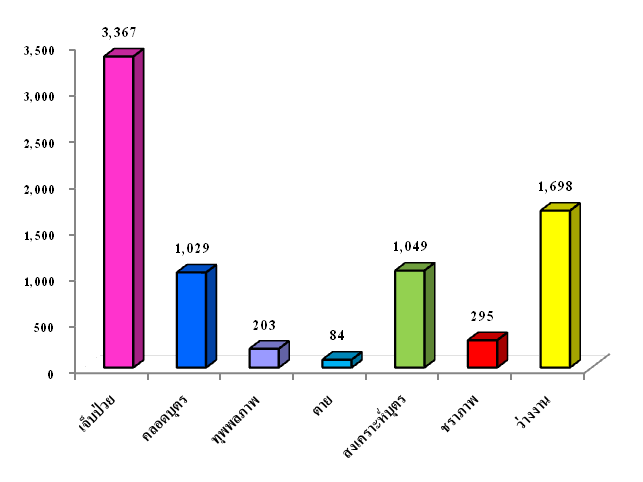 3,367
3,500
3,000
2,500
2,000
1,500
1,000
500
0
1,029
203
84
1,049
295
1,698
เจ็บป่วย
คลอดบุตร
ทุพพลภาพ
ตาย
สงเคราะห์บุตร
ชราภาพ
ว่างงาน